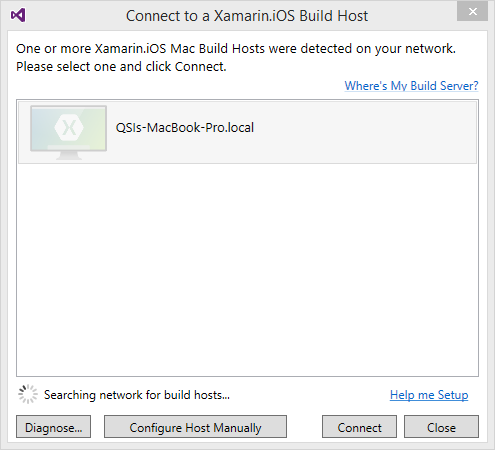 Connect to a Xamarin.iOS Build Host
One or more Xamarin.iOS Mac Build Hosts were detected on your network.
Please select one and click Connect.
Where's My Build Server?
QSIs-MacBook-Pro.local
Searching network for build hosts...
Help me Setup
Diagnose...
Configure Host Manually
Connect
Close